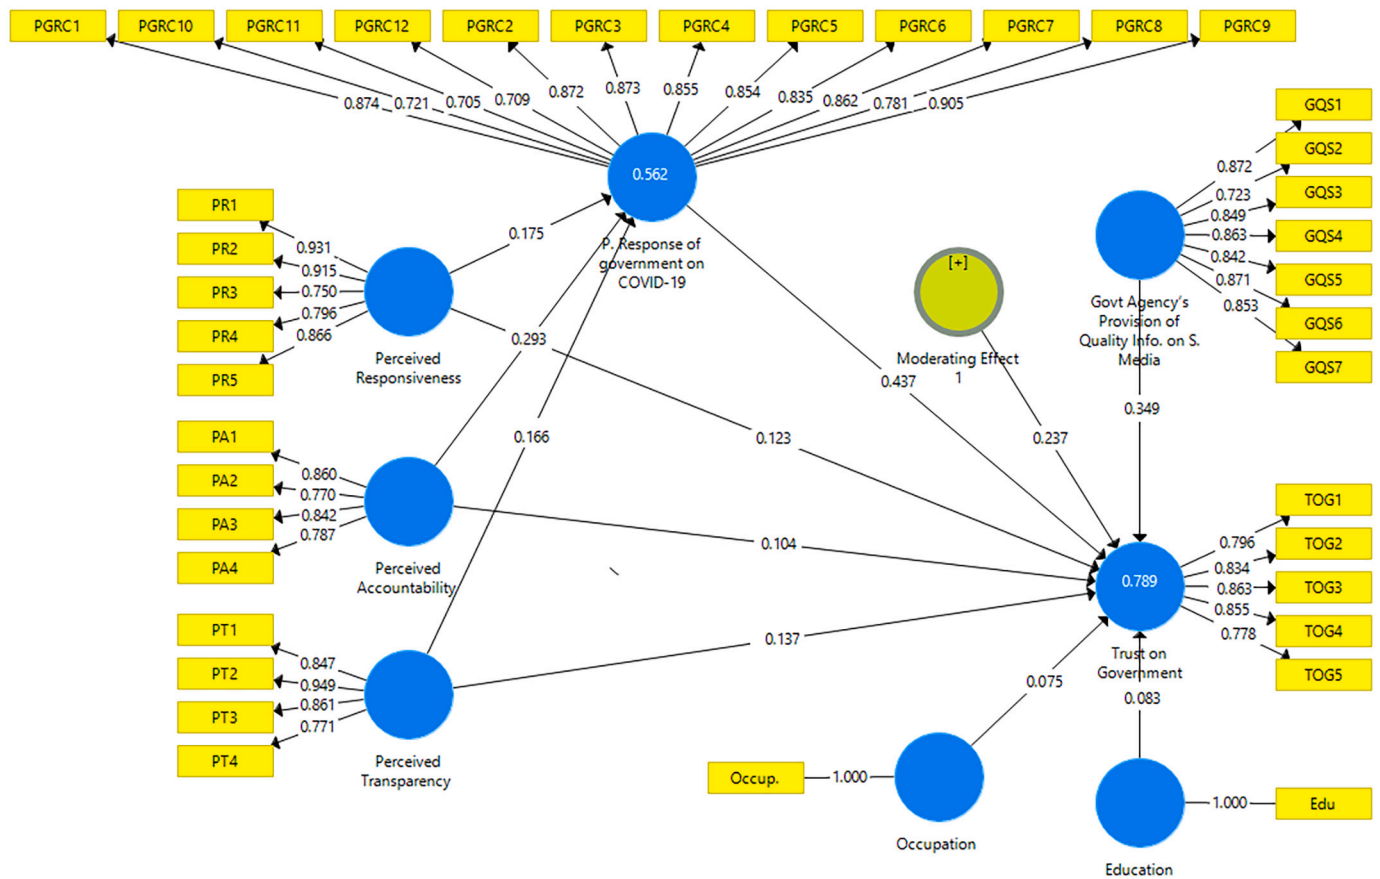 PGRC1
PGRC10
PGRC11
PGRC12
PGRC2
PGRC3
PGRC4
PGRC5
PGRC6
PGRC7
PGRC8
PGRC9
0.874
0.721
0.705
0.709
0.872
0.873
0.855
0.854
0.835
0.862
0.781
0.905
0.562
P. Response of
government on
COVID-19
PR1
PR2
PR3
PR4
PR5
0.931
0.915
0.750
0.796
0.866
Perceived
Responsiveness
0.175
0.293
0.166
0.123
0.437
[+]
Moderating Effect
1
0.237
GQS1
GQS2
GQS3
GQS4
GQS5
GQS6
GQS7
0.872
0.723
0.849
0.863
0.842
0.871
0.853
Govt Agency's
Provision of
Quality Info. on S.
Media
0.349
PA1
PA2
PA3
PA4
0.860
0.770
0.842
0.787
Perceived
Accountability
0.104
0.789
Trust on
Government
TOG1
TOG2
TOG3
TOG4
TOG5
0.796
0.834
0.863
0.855
0.778
PT1
PT2
PT3
PT4
0.847
0.949
0.861
0.771
Perceived
Transparency
0.137
0.075
0.083
Occup.
1.000
Occupation
1.000
Edu
Education